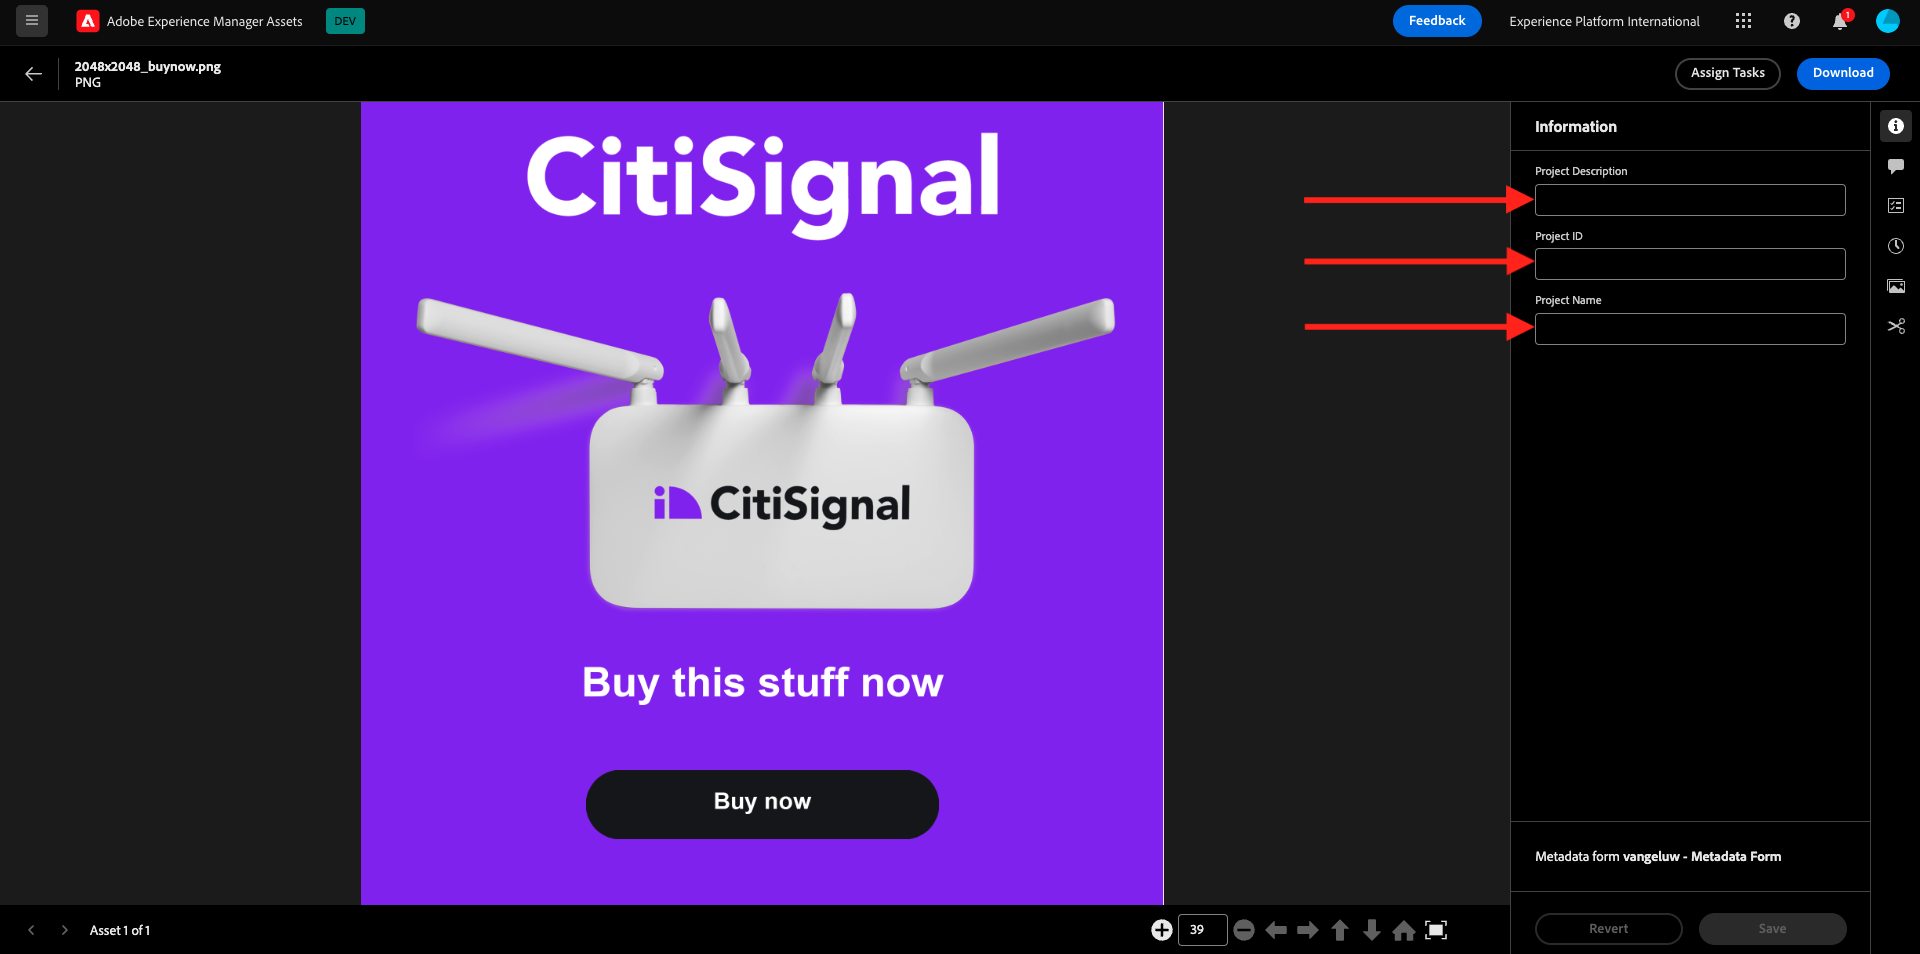 Adobe Experience Manager Assets
DEV
Feedback
Experience Platform International
1
2048x2048_buynow.png
PNG
Assign Tasks
Download
CitiSignal
CitiSignal
Buy this stuff now
Buy now
Information
Project Description
Project ID
Project Name
Metadata form vangeluw - Metadata Form
Revert
Save
Asset 1 of 1
39